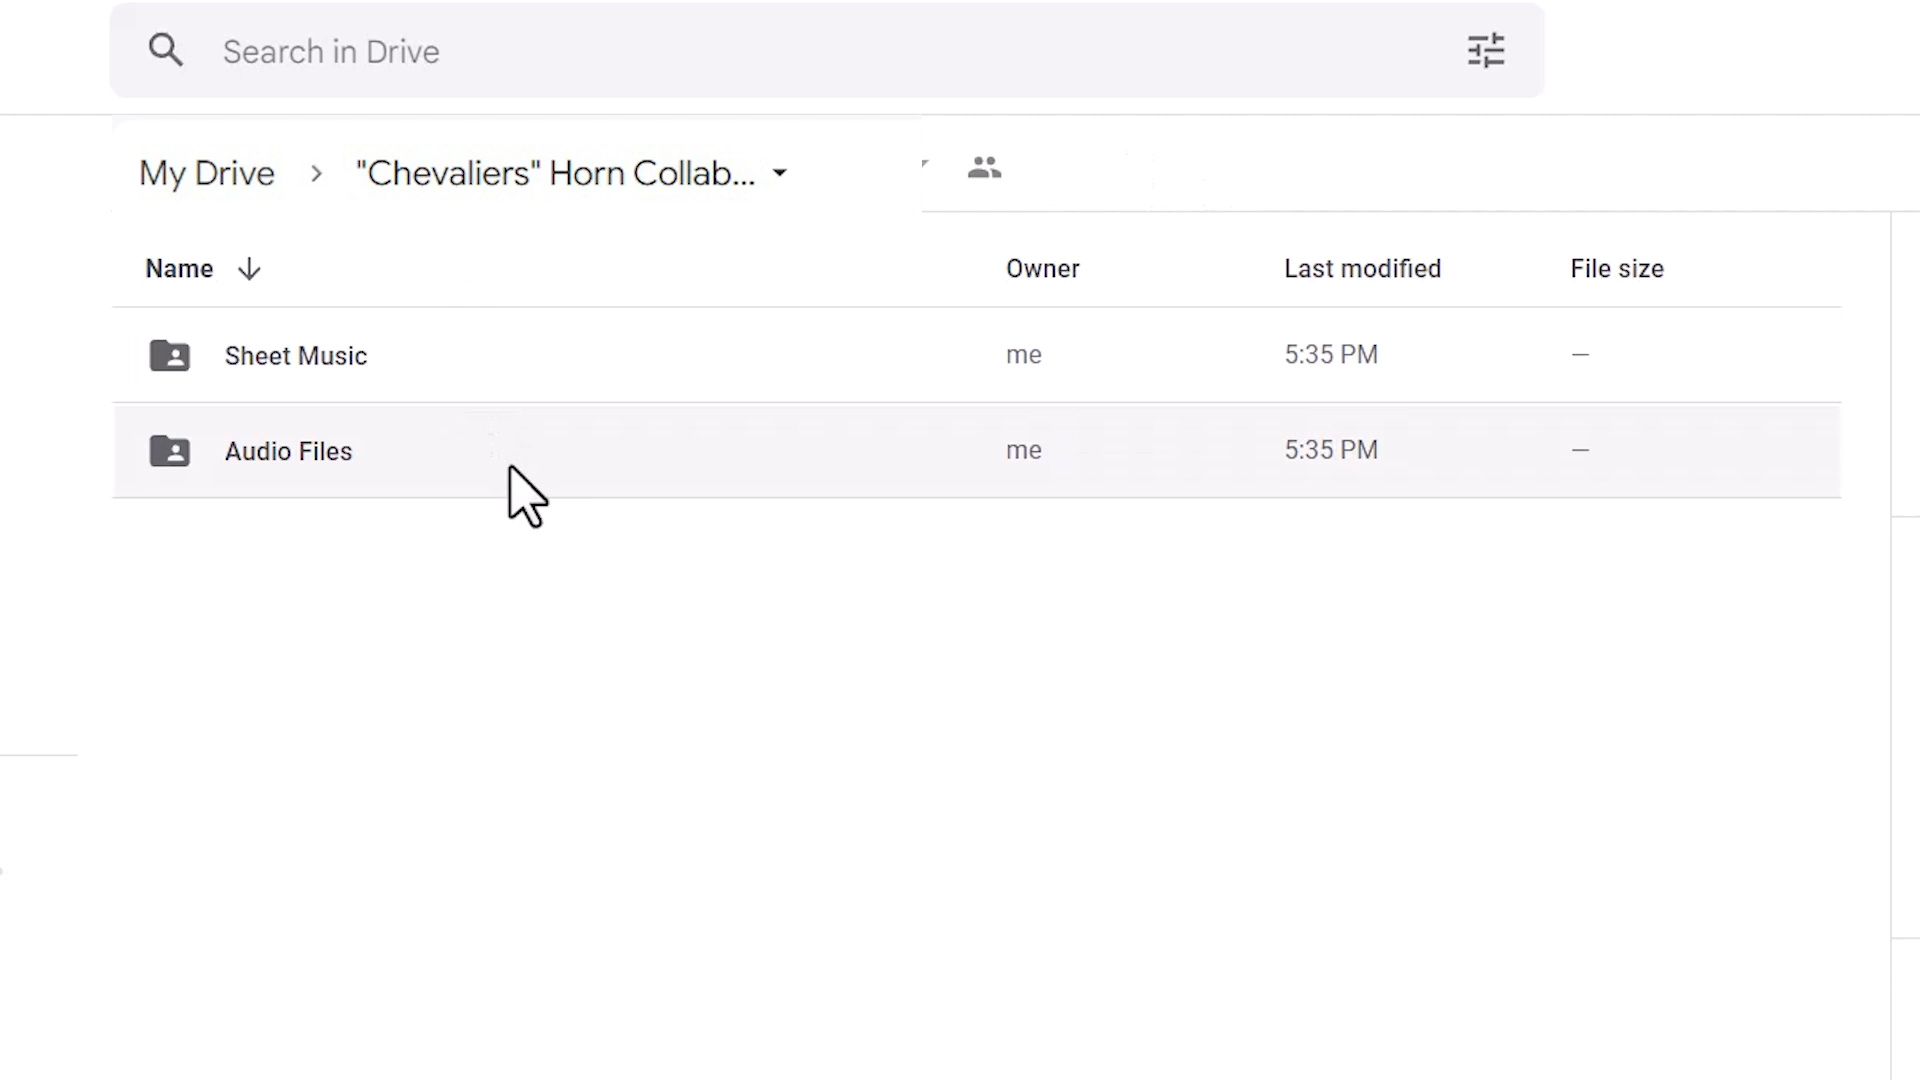 Search in Drive
My Drive > "Chevaliers" Horn Collab...
Name Owner Last modified File size
Sheet Music me 5:35 PM —
Audio Files me 5:35 PM —